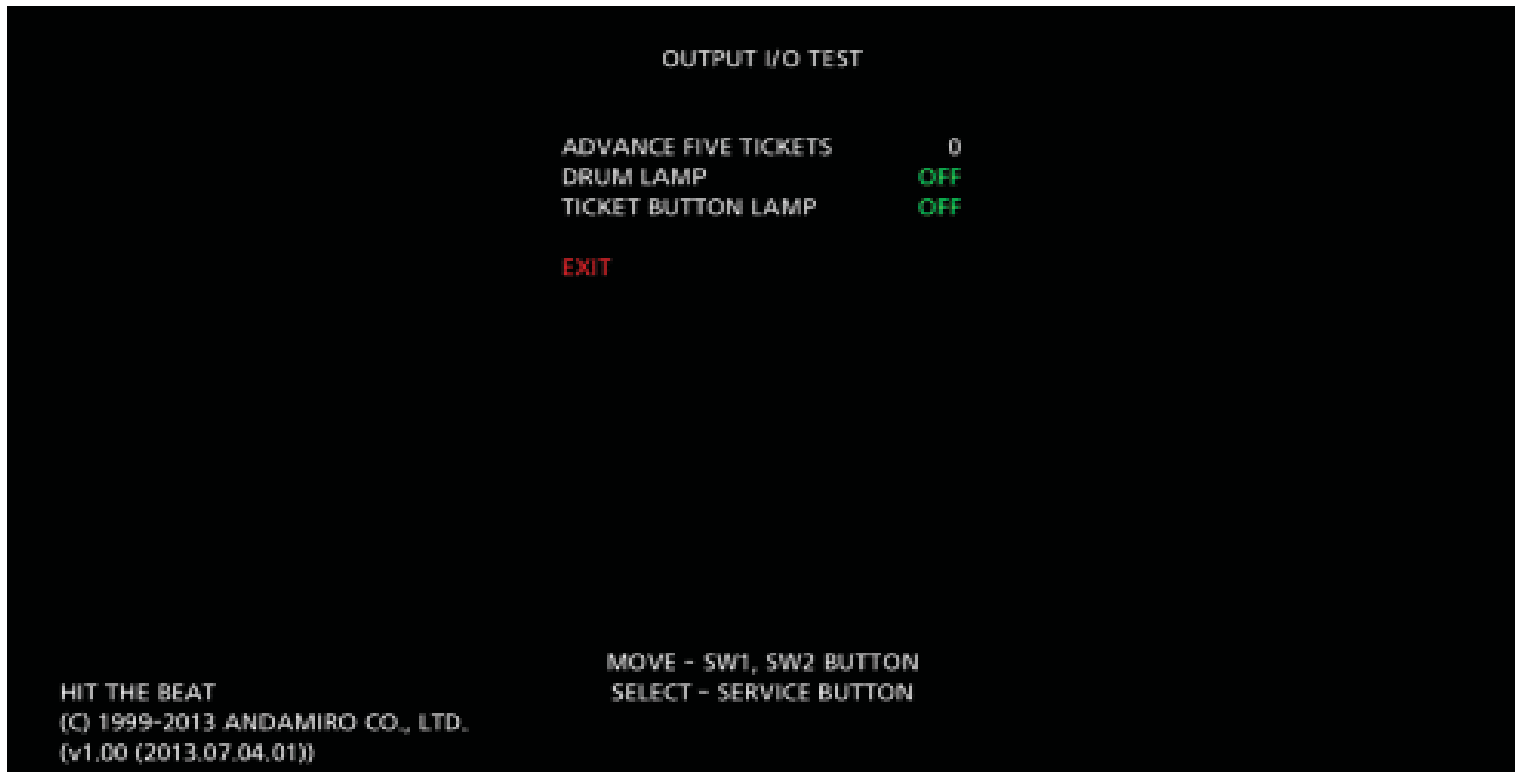 OUTPUT I/O TEST
ADVANCE FIVE TICKETS 0
DRUM LAMP OFF
TICKET BUTTON LAMP OFF
EXIT
MOVE - SW1, SW2 BUTTON
SELECT - SERVICE BUTTON
HIT THE BEAT
(C) 1999-2013 ANDAMIRO CO., LTD.
(v1.00 (2013.07.04.01))